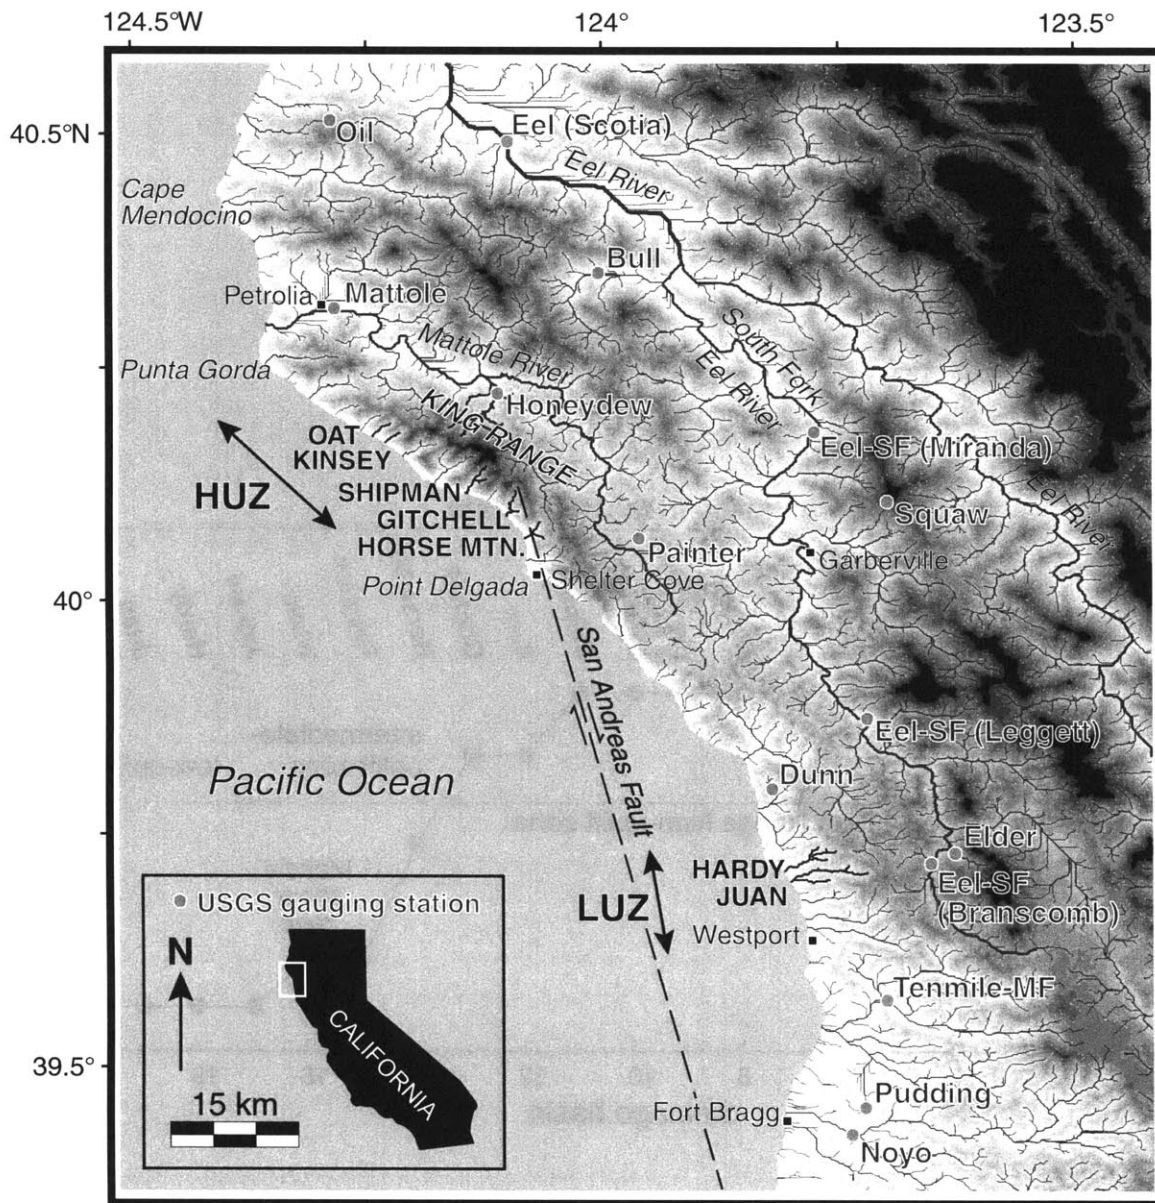 124.5°W
124°
123.5°
40.5°N
Oil
Eel (Scotia)
Eel River
Cape
Mendocino
Bull
Petrolia
Mattole
Mattole River
South Fork
Eel River
Punta Gorda
Honeydew
KING RANGE
OAT
KINSEY
Eel-SF (Miranda)
HUZ
SHIPMAN
GITCHELL
HORSE MTN.
Squaw
Eel River
Painter
Garberville
Point Delgada
Shelter Cove
40°
San Andreas Fault
Eel-SF (Leggett)
Pacific Ocean
Dunn
Elder
HARDY
JUAN
Eel-SF
(Branscomb)
LUZ
Westport
USGS gauging station
N
Tenmile-MF
CALIFORNIA
39.5°
15 km
Pudding
Fort Bragg
Noyo